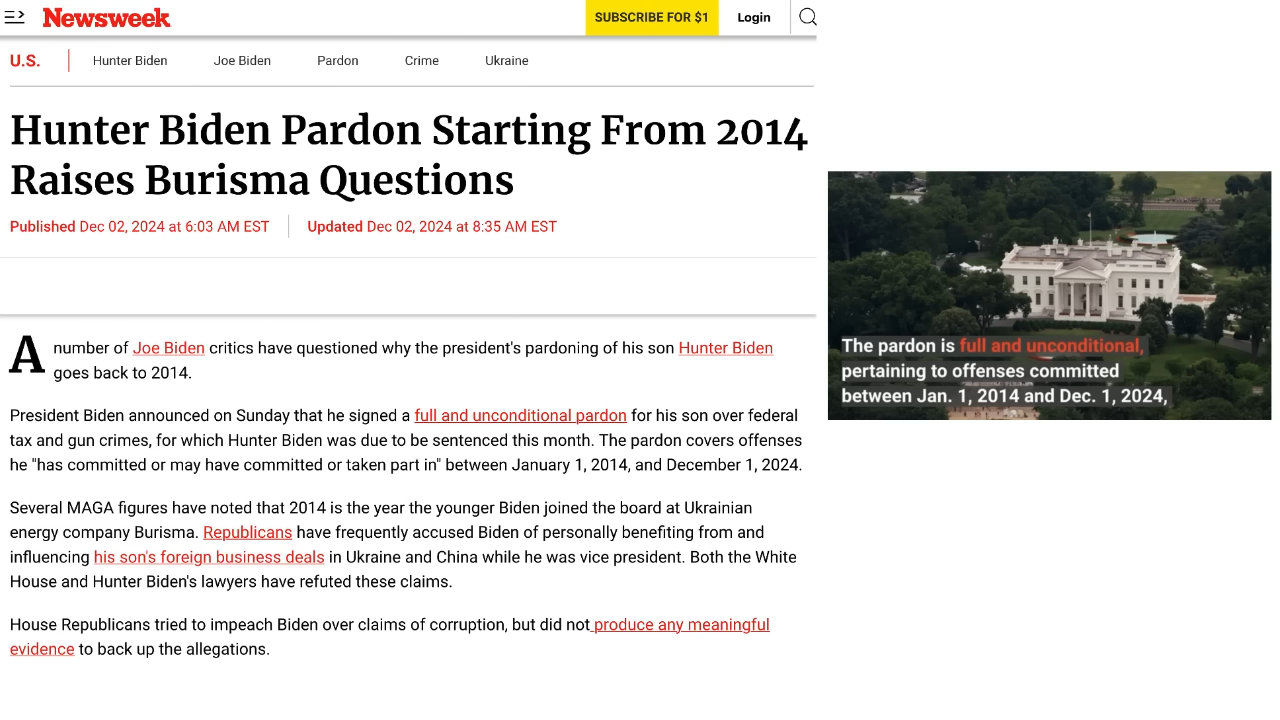 Newsweek
SUBSCRIBE FOR $1
Login
U.S.
Hunter Biden
Joe Biden
Pardon
Crime
Ukraine
Hunter Biden Pardon Starting From 2014
Raises Burisma Questions
Published Dec 02, 2024 at 6:03 AM EST
Updated Dec 02, 2024 at 8:35 AM EST
A number of Joe Biden critics have questioned why the president's pardoning of his son Hunter Biden
goes back to 2014.
President Biden announced on Sunday that he signed a full and unconditional pardon for his son over federal
tax and gun crimes, for which Hunter Biden was due to be sentenced this month. The pardon covers offenses
he "has committed or may have committed or taken part in" between January 1, 2014, and December 1, 2024.
Several MAGA figures have noted that 2014 is the year the younger Biden joined the board at Ukrainian
energy company Burisma. Republicans have frequently accused Biden of personally benefiting from and
influencing his son's foreign business deals in Ukraine and China while he was vice president. Both the White
House and Hunter Biden's lawyers have refuted these claims.
House Republicans tried to impeach Biden over claims of corruption, but did not produce any meaningful
evidence to back up the allegations.
The pardon is full and unconditional,
pertaining to offenses committed
between Jan. 1, 2014 and Dec. 1, 2024,